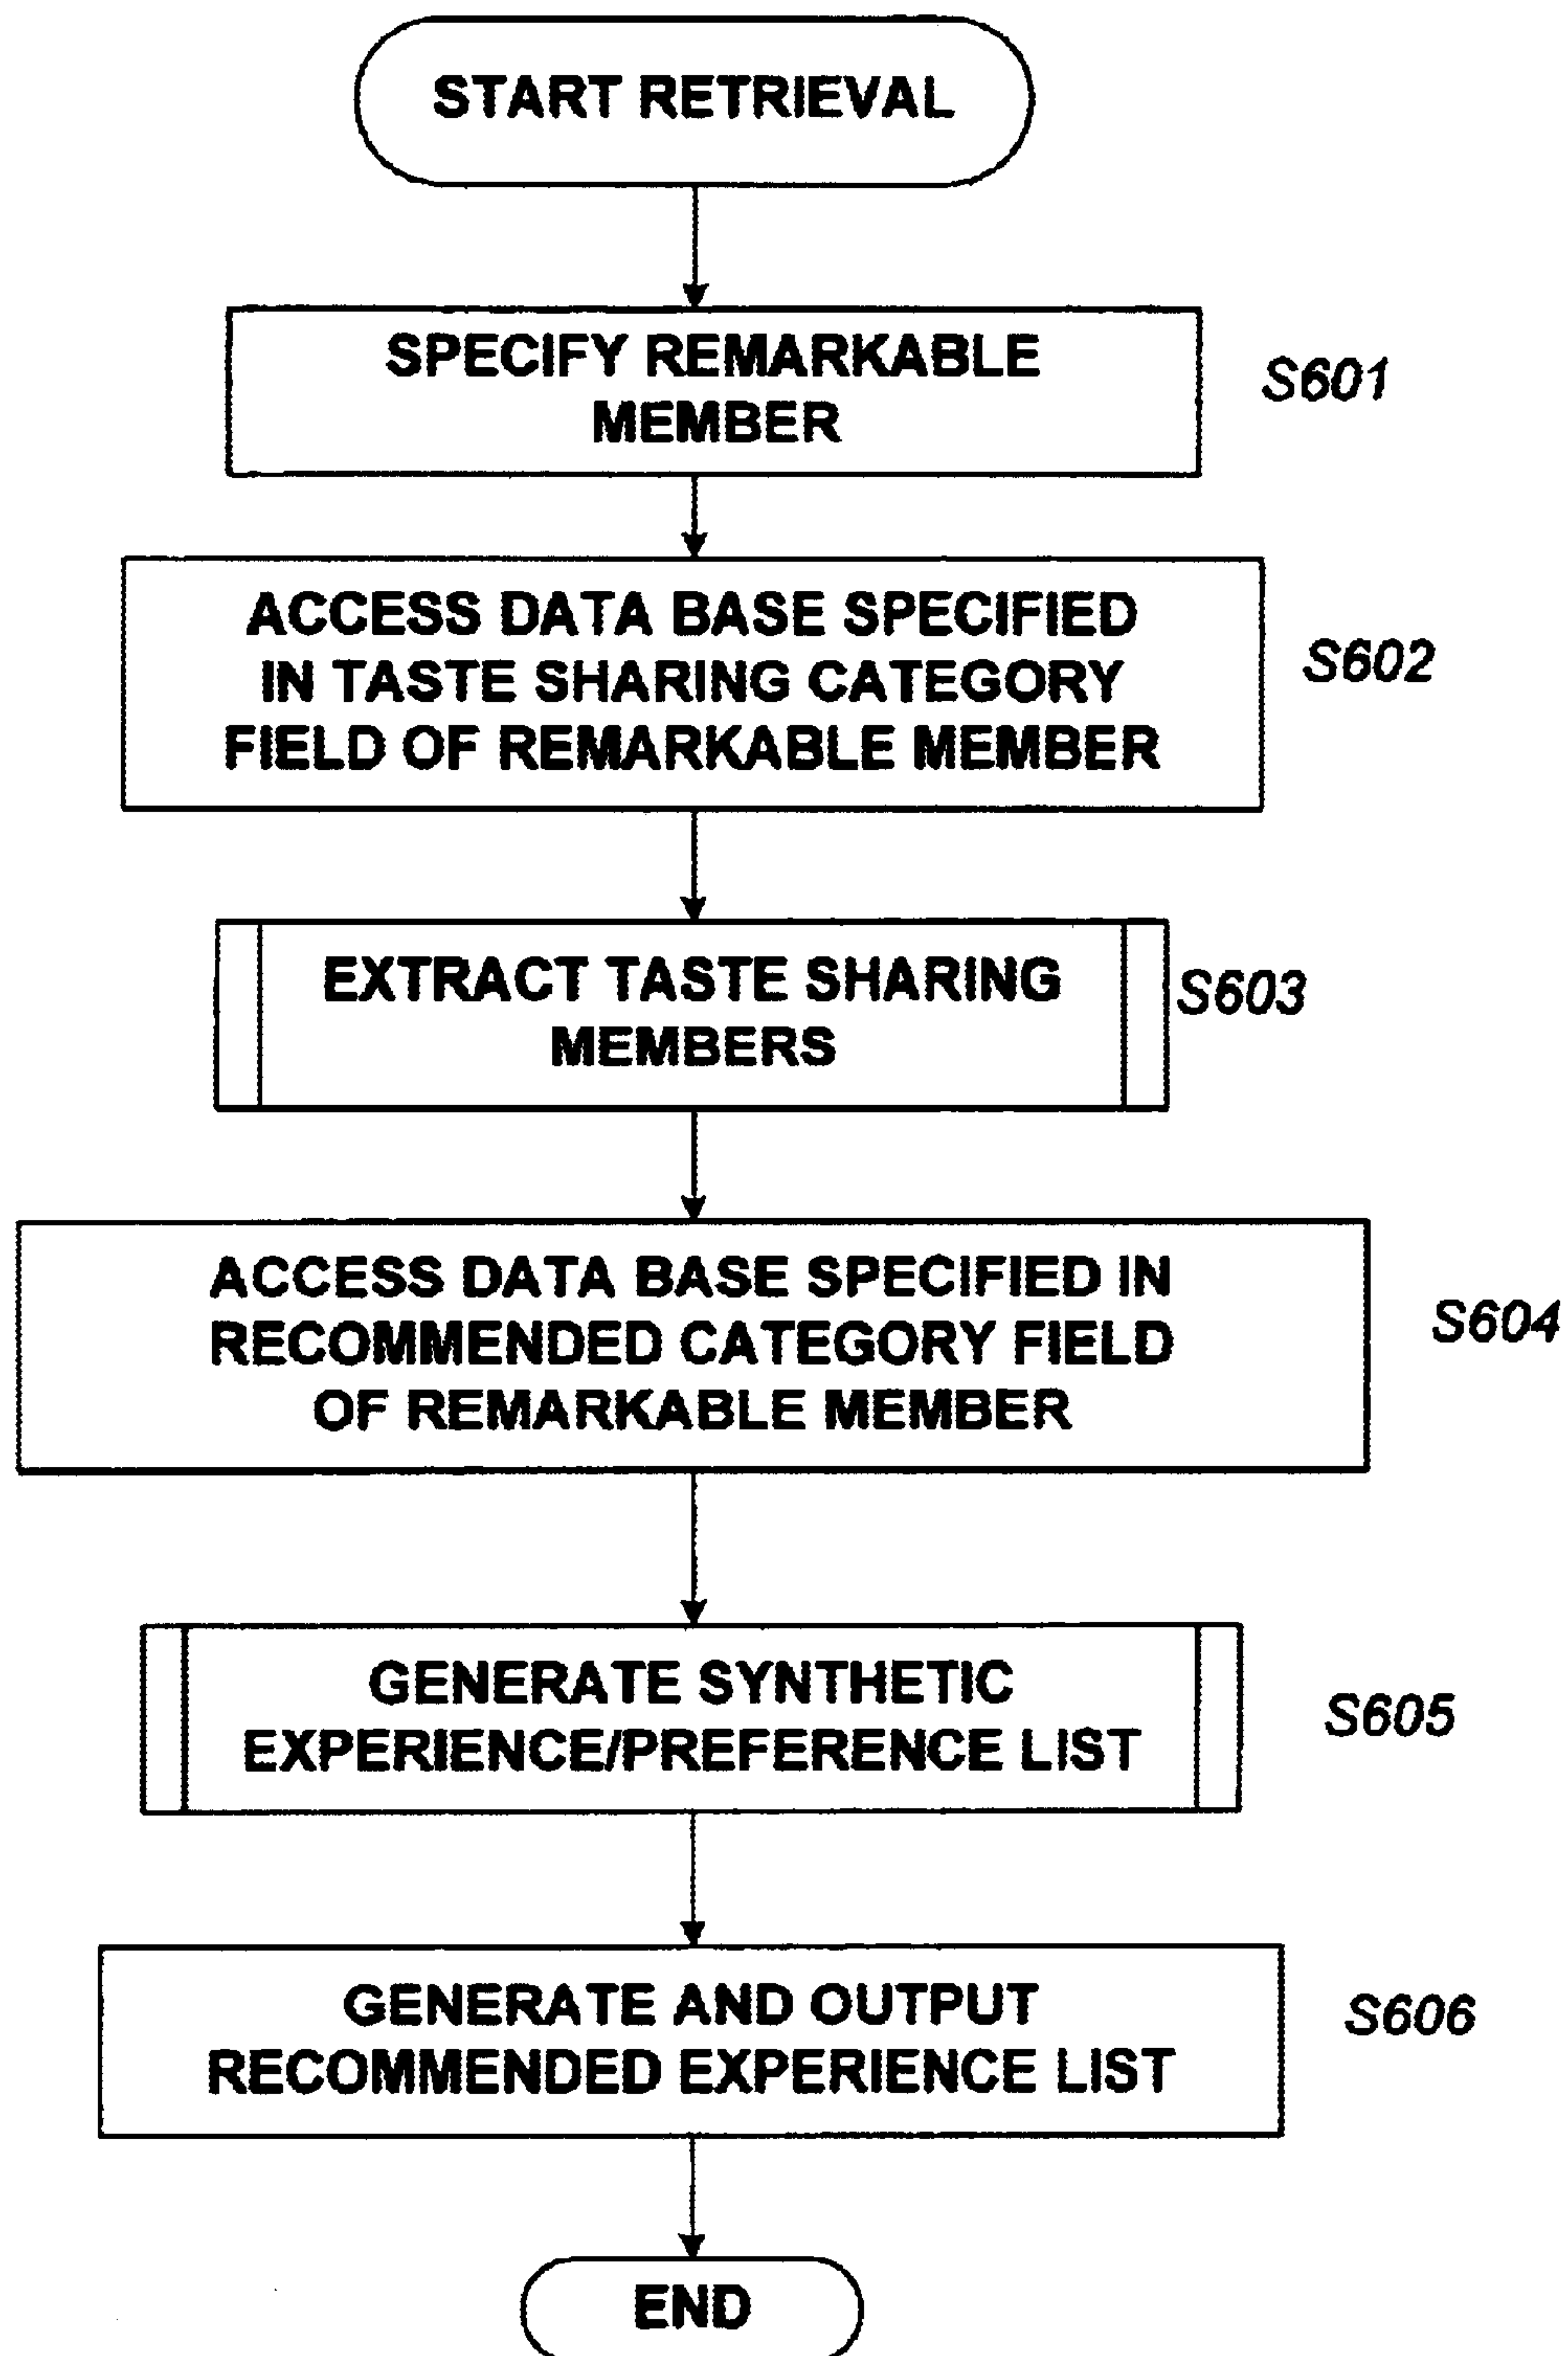 START RETRIEVAL
SPECIFY REMARKABLE
MEMBER
S601
ACCESS DATA BASE SPECIFIED
IN TASTE SHARING CATEGORY
FIELD OF REMARKABLE MEMBER
S602
EXTRACT TASTE SHARING
MEMBERS
S603
ACCESS DATA BASE SPECIFIED IN
RECOMMENDED CATEGORY FIELD
OF REMARKABLE MEMBER
S604
GENERATE SYNTHETIC
EXPERIENCE/PREFERENCE LIST
S605
GENERATE AND OUTPUT
RECOMMENDED EXPERIENCE LIST
S606
END